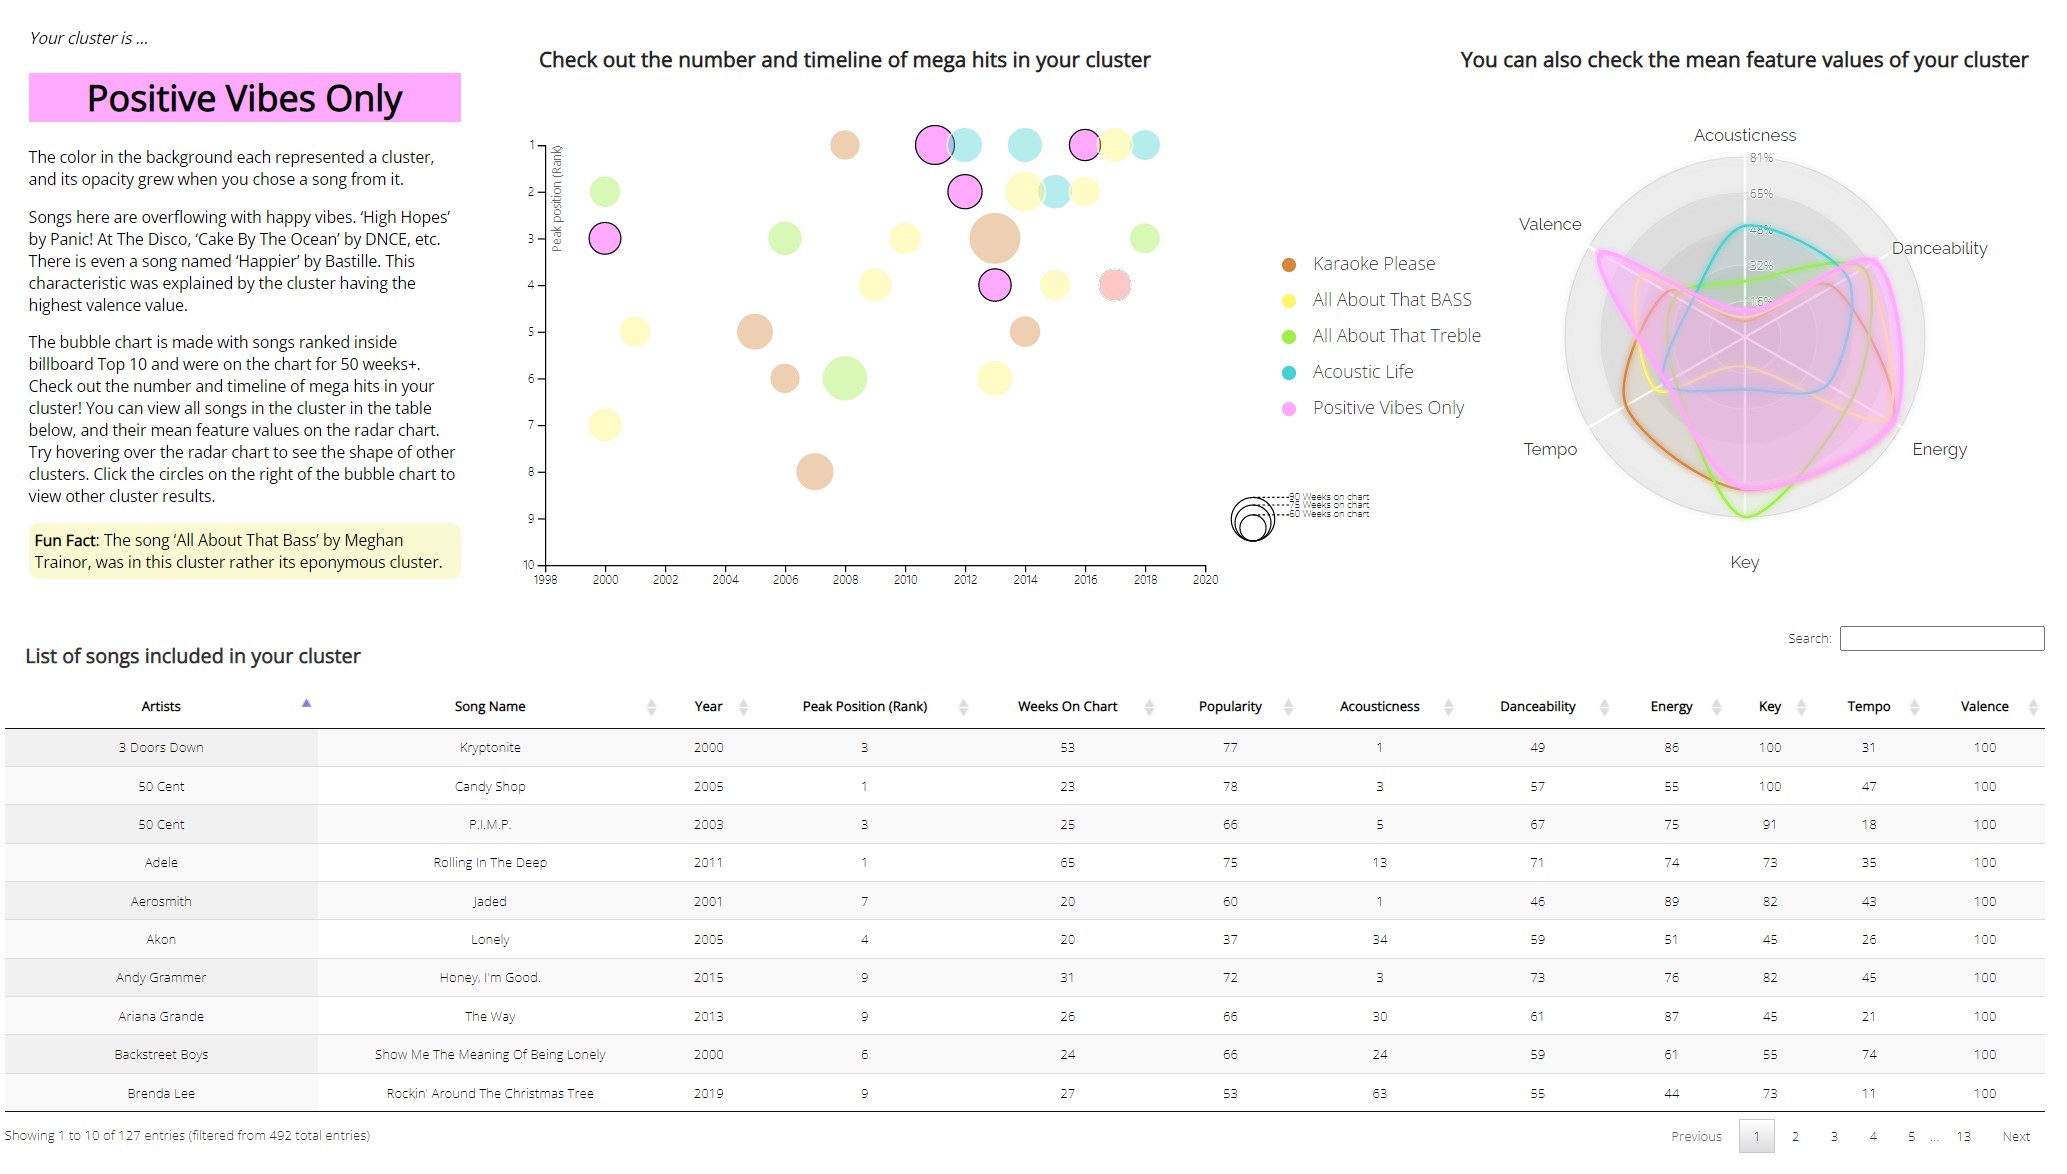 Your cluster is ...
Positive Vibes Only
The color in the background each represented a cluster,
and its opacity grew when you chose a song from it.
Songs here are overflowing with happy vibes. ‘High Hopes’
by Panic! At The Disco, ‘Cake By The Ocean’ by DNCE, etc.
There is even a song named ‘Happier’ by Bastille. This
characteristic was explained by the cluster having the
highest valence value.
The bubble chart is made with songs ranked inside
billboard Top 10 and were on the chart for 50 weeks+.
Check out the number and timeline of mega hits in your
cluster! You can view all songs in the cluster in the table
below, and their mean feature values on the radar chart.
Try hovering over the radar chart to see the shape of other
clusters. Click the circles on the right of the bubble chart to
view other cluster results.
Fun Fact: The song ‘All About That Bass’ by Meghan
Trainor, was in this cluster rather its eponymous cluster.
Check out the number and timeline of mega hits in your cluster
Peak position (Rank)
1
2
3
4
5
6
7
8
9
10
1998 2000 2002 2004 2006 2008 2010 2012 2014 2016 2018 2020
Karaoke Please
All About That BASS
All About That Treble
Acoustic Life
Positive Vibes Only
90 Weeks on chart
75 Weeks on chart
60 Weeks on chart
You can also check the mean feature values of your cluster
Acousticness
81%
65%
48%
32%
16%
Valence
Danceability
Tempo
Energy
Key
Search:
List of songs included in your cluster
Artists Song Name Year Peak Position (Rank) Weeks On Chart Popularity Acousticness Danceability Energy Key Tempo Valence
3 Doors Down Kryptonite 2000 3 53 77 1 49 86 100 31 100
50 Cent Candy Shop 2005 1 23 78 3 57 55 100 47 100
50 Cent P.I.M.P. 2003 3 25 66 5 67 75 91 18 100
Adele Rolling In The Deep 2011 1 65 75 13 71 74 73 35 100
Aerosmith Jaded 2001 7 20 60 1 46 89 82 43 100
Akon Lonely 2005 4 20 37 34 59 51 45 26 100
Andy Grammer Honey, I'm Good. 2015 9 31 72 3 73 76 82 45 100
Ariana Grande The Way 2013 9 26 66 30 61 87 45 21 100
Backstreet Boys Show Me The Meaning Of Being Lonely 2000 6 24 66 24 59 61 55 74 100
Brenda Lee Rockin' Around The Christmas Tree 2019 9 27 53 63 55 44 73 11 100
Showing 1 to 10 of 127 entries (filtered from 492 total entries)
Previous 1 2 3 4 5 ... 13 Next